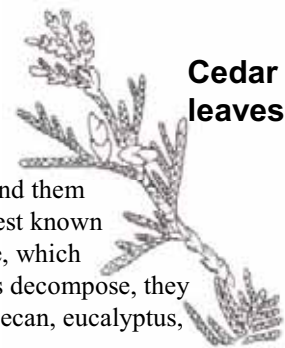 Cedar
leaves
nd them
est known
e, which
s decompose, they
ecan, eucalyptus,